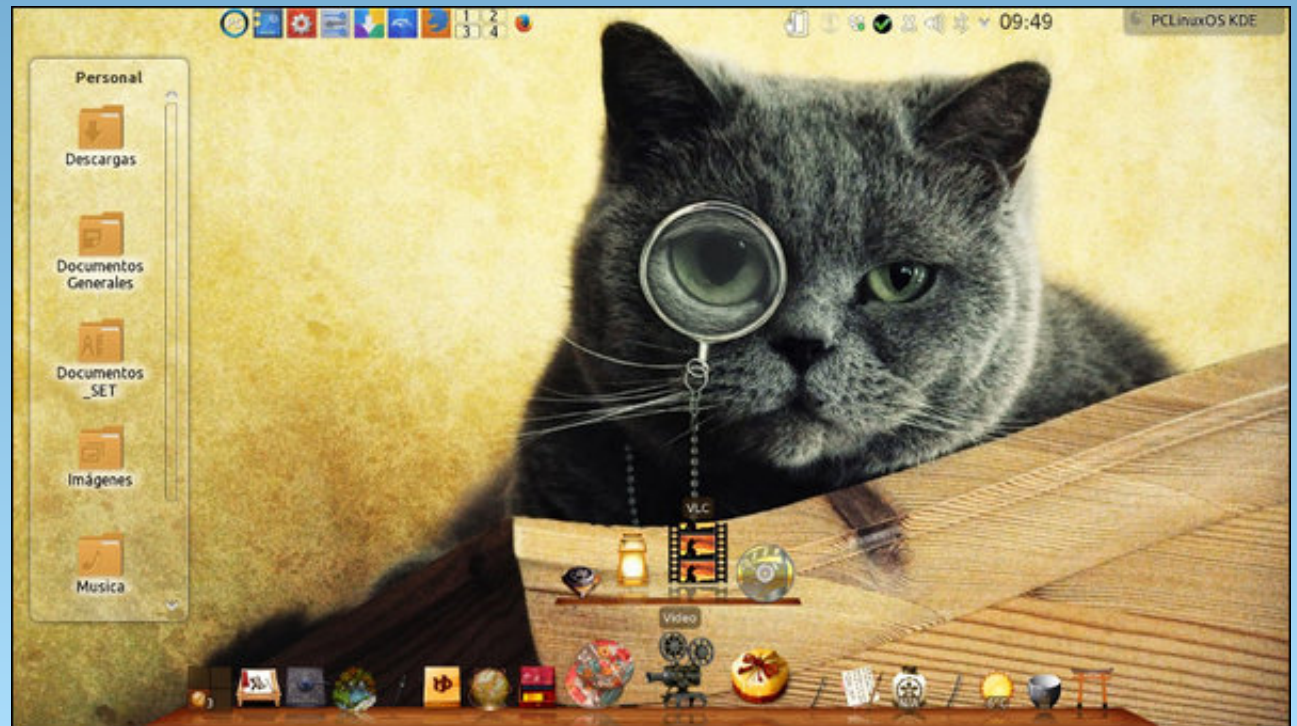 1 2
3 4
09:49
PCLinuxOS KDE
Personal
Descargas
Documentos
Generales
Documentos
_SET
Imágenes
Musica
VLC
Video